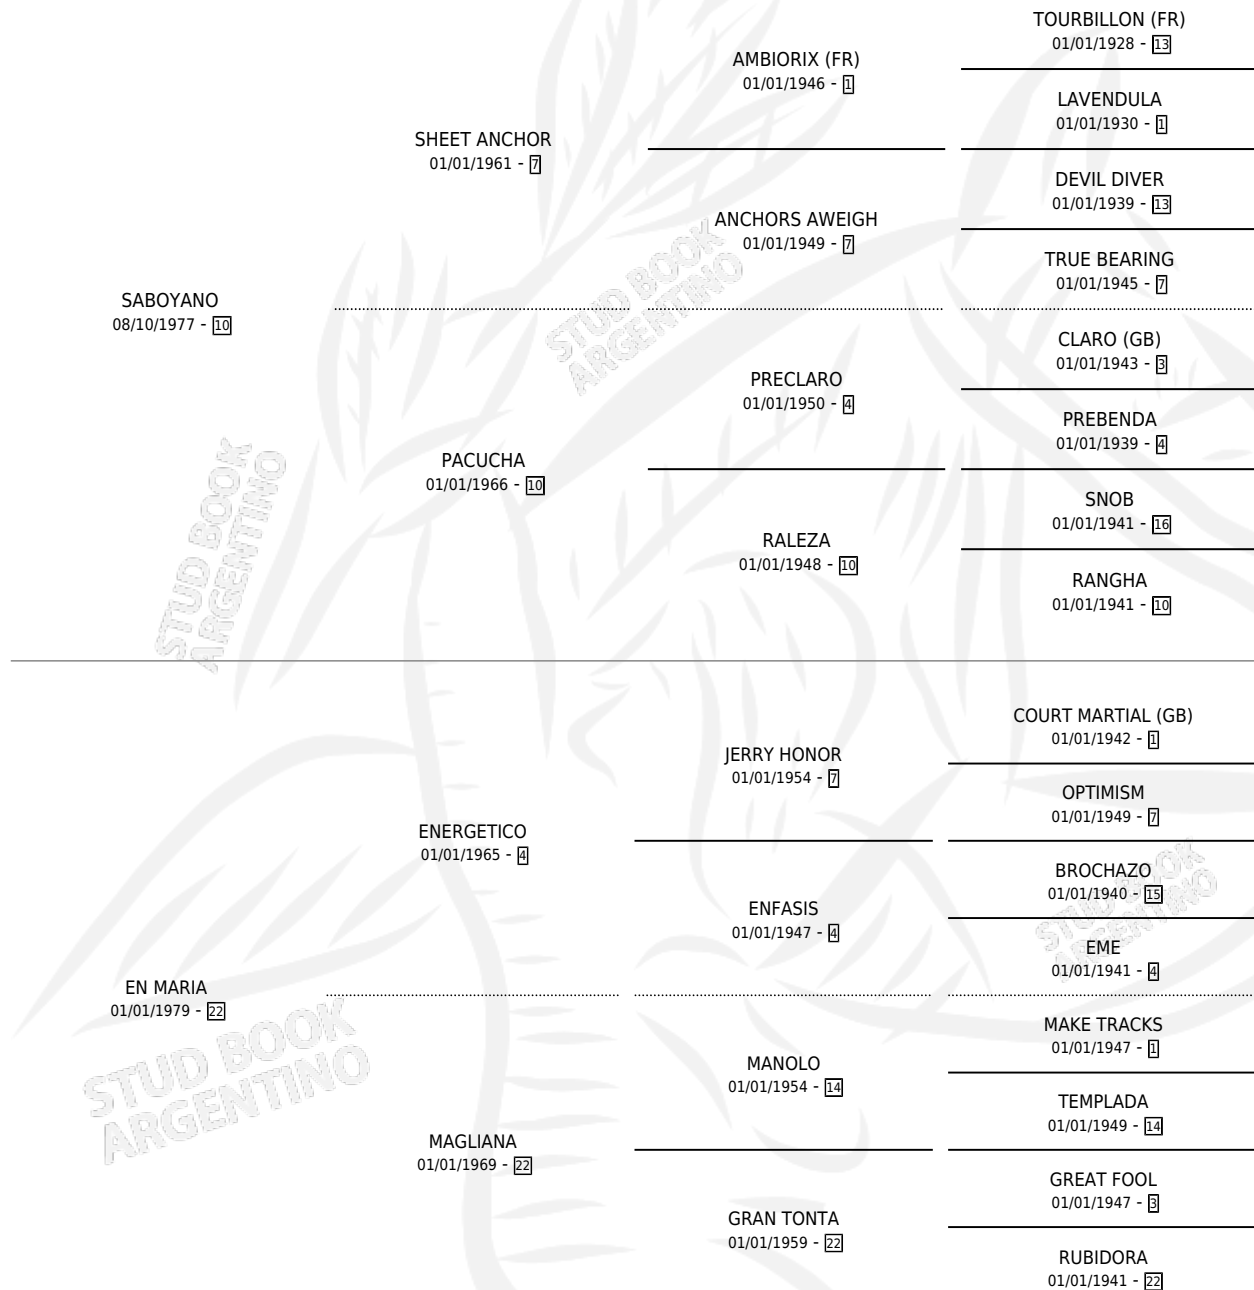 TOURBILLON (FR)
01/01/1928 - 13
AMBIORIX (FR)
01/01/1946 - 1
LAVENDULA
01/01/1930 - 1
SHEET ANCHOR
01/01/1961 - 7
DEVIL DIVER
01/01/1939 - 13
ANCHORS AWEIGH
01/01/1949 - 7
TRUE BEARING
01/01/1945 - 7
SABOYANO
08/10/1977 - 10
CLARO (GB)
01/01/1943 - 3
PRECLARO
01/01/1950 - 4
PREBENDA
01/01/1939 - 4
PACUCHA
01/01/1966 - 10
SNOB
01/01/1941 - 16
RALEZA
01/01/1948 - 10
RANGHA
01/01/1941 - 10
COURT MARTIAL (GB)
01/01/1942 - 1
JERRY HONOR
01/01/1954 - 7
OPTIMISM
01/01/1949 - 7
ENERGETICO
01/01/1965 - 4
BROCHAZO
01/01/1940 - 15
ENFASIS
01/01/1947 - 4
EME
01/01/1941 - 4
EN MARIA
01/01/1979 - 22
MAKE TRACKS
01/01/1947 - 1
MANOLO
01/01/1954 - 14
TEMPLADA
01/01/1949 - 14
MAGLIANA
01/01/1969 - 22
GREAT FOOL
01/01/1947 - 3
GRAN TONTA
01/01/1959 - 22
RUBIDORA
01/01/1941 - 22
STUD BOOK
ARGENTINO
STUD BOOK
ARGENTINO
STUD BOOK
ARGENTINO
STUD BOOK
ARGENTINO